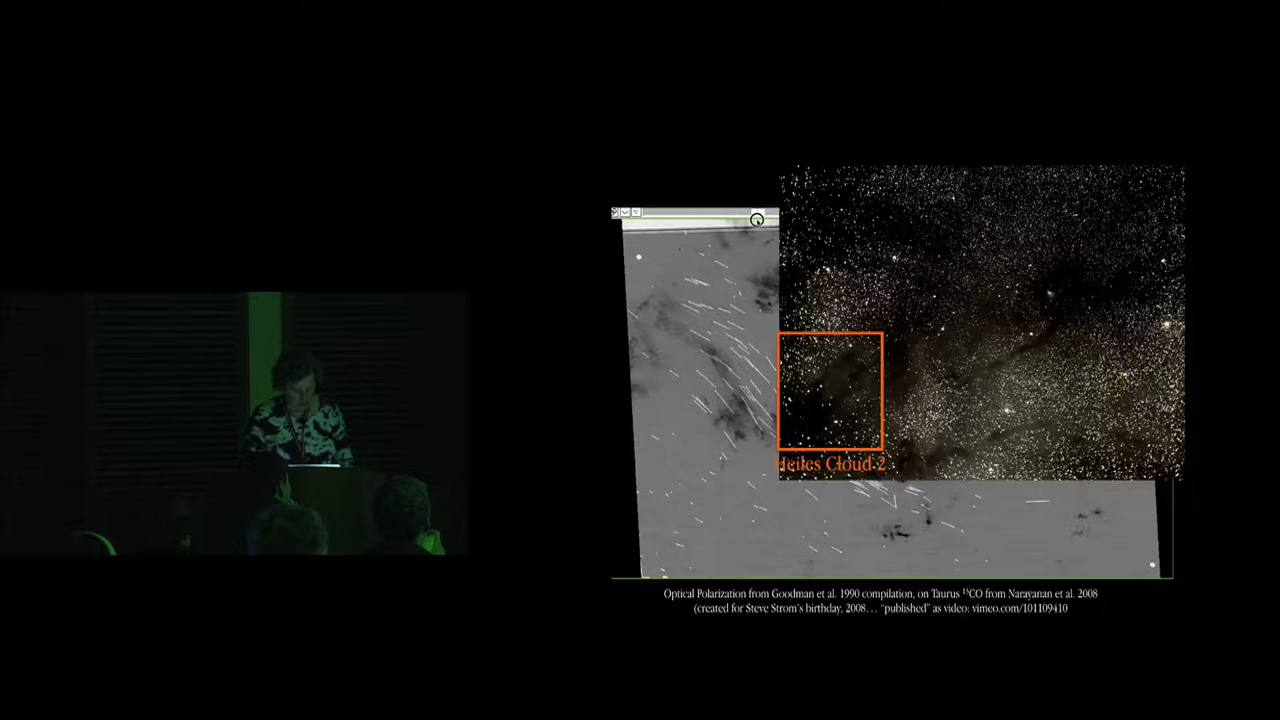 Heiles Cloud 2
Optical Polarization from Goodman et al. 1990 compilation, on Taurus ¹³CO from Narayanan et al. 2008
(created for Steve Strom's birthday, 2008… “published” as video: vimeo.com/101109410